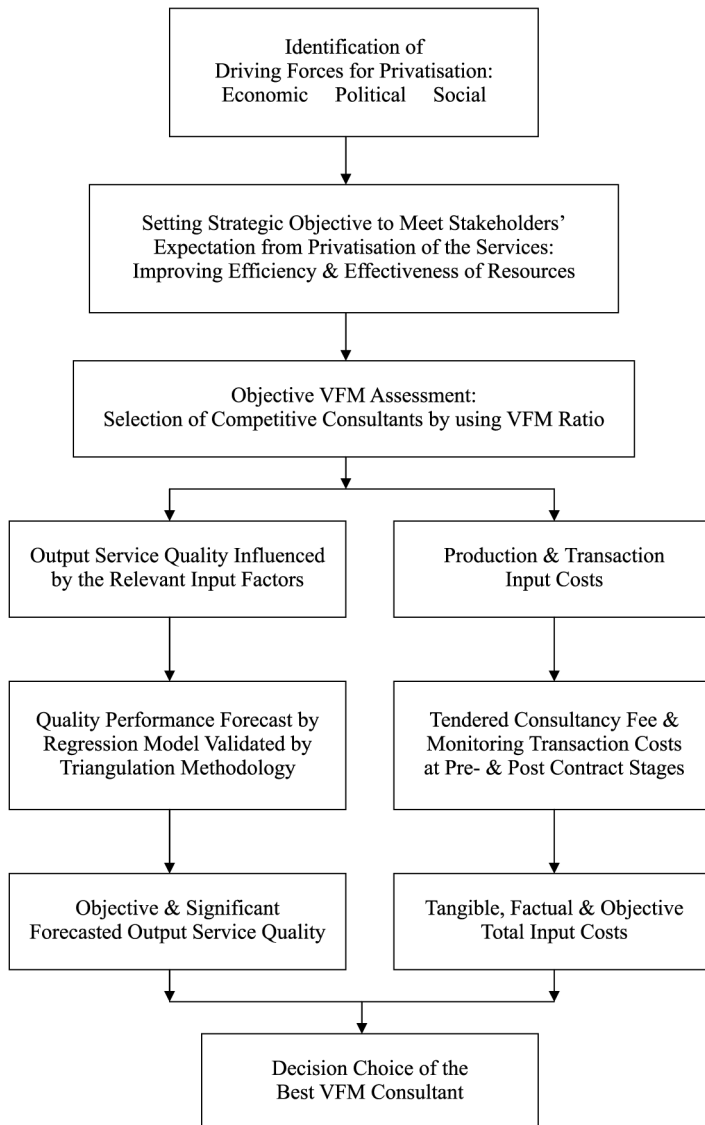 Identification of
Driving Forces for Privatisation:
Economic Political Social
Setting Strategic Objective to Meet Stakeholders’
Expectation from Privatisation of the Services:
Improving Efficiency & Effectiveness of Resources
Objective VFM Assessment:
Selection of Competitive Consultants by using VFM Ratio
Output Service Quality Influenced
by the Relevant Input Factors
Production & Transaction
Input Costs
Quality Performance Forecast by
Regression Model Validated by
Triangulation Methodology
Tendered Consultancy Fee &
Monitoring Transaction Costs
at Pre- & Post Contract Stages
Objective & Significant
Forecasted Output Service Quality
Tangible, Factual & Objective
Total Input Costs
Decision Choice of the
Best VFM Consultant